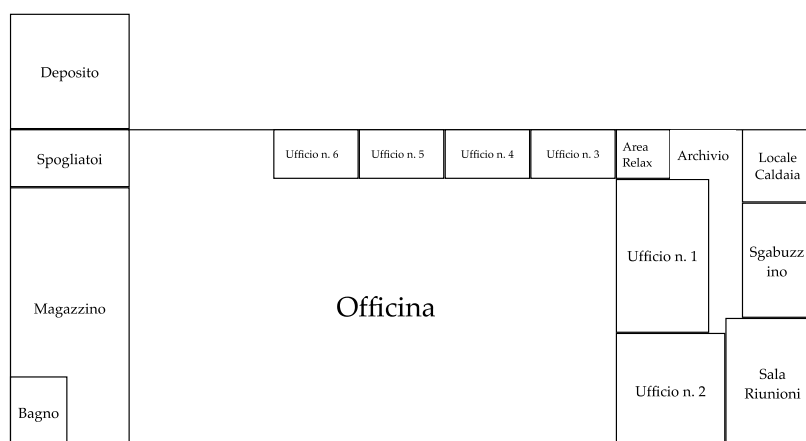 Deposito
Spogliatoi
Ufficio n. 6
Ufficio n. 5
Ufficio n. 4
Ufficio n. 3
Area
Relax
Archivio
Locale
Caldaia
Ufficio n. 1
Sgabuzz
ino
Magazzino
Officina
Ufficio n. 2
Sala
Riunioni
Bagno